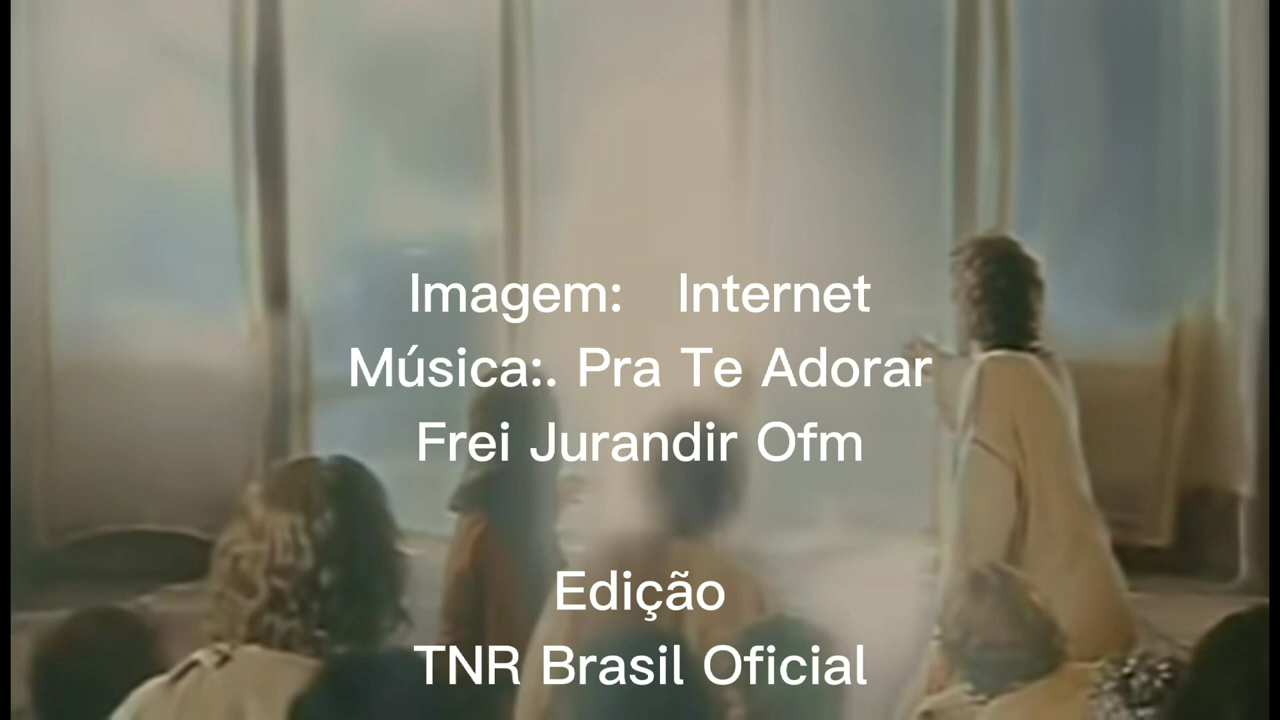 Imagem: Internet
Música:. Pra Te Adorar
Frei Jurandir Ofm
Edição
TNR Brasil Oficial